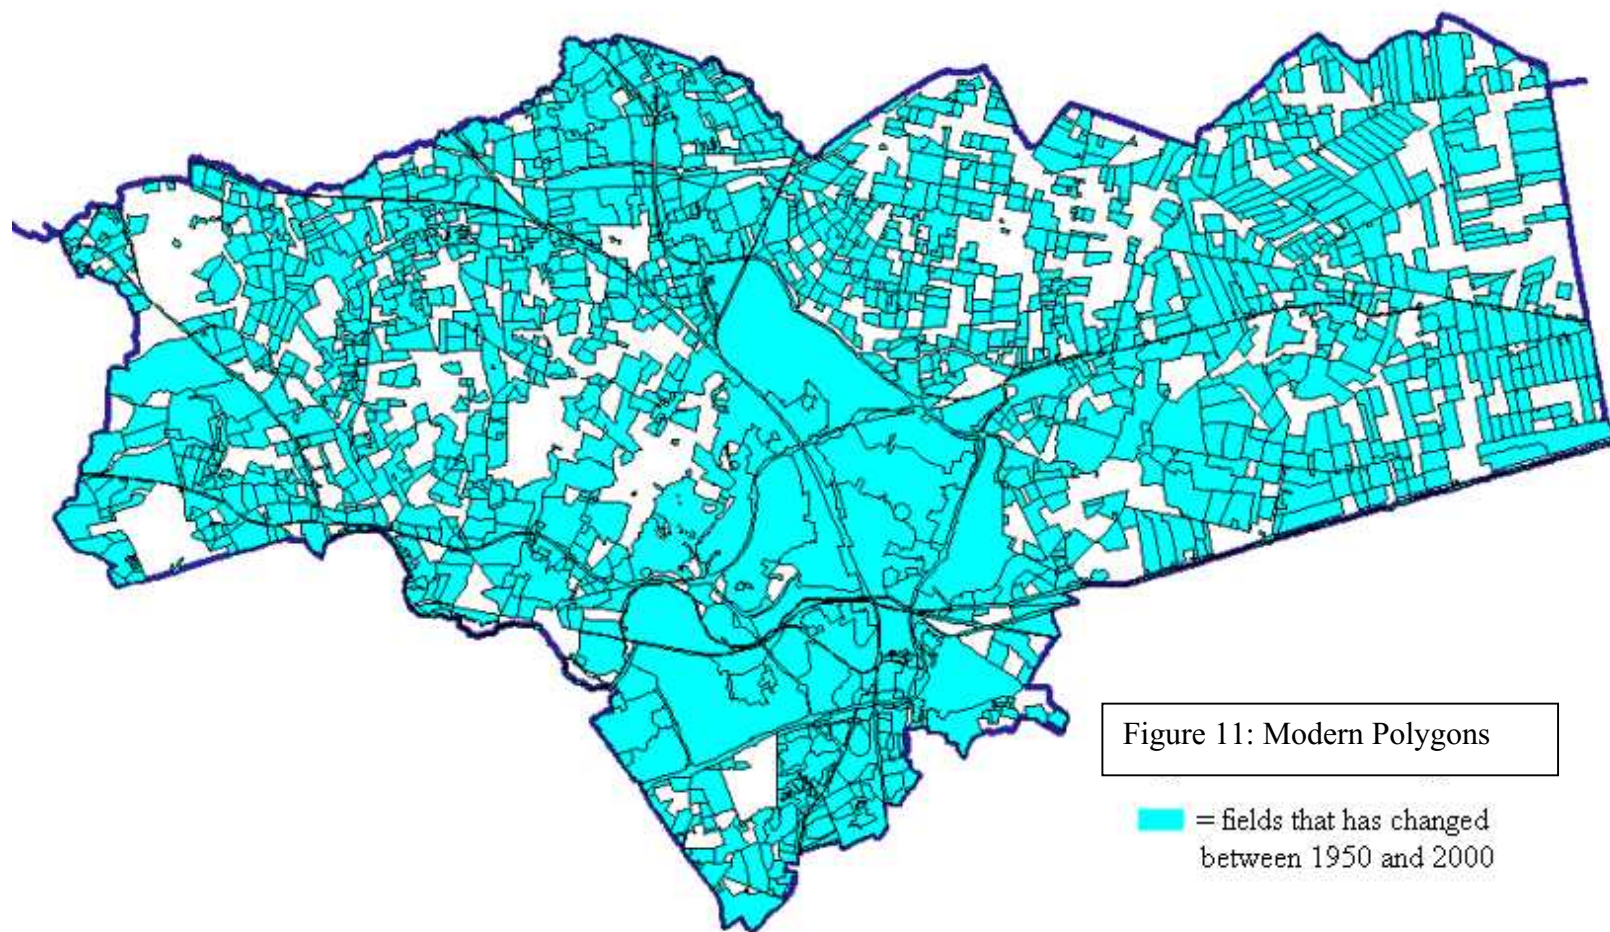 Figure 11: Modern Polygons
= fields that has changed
between 1950 and 2000